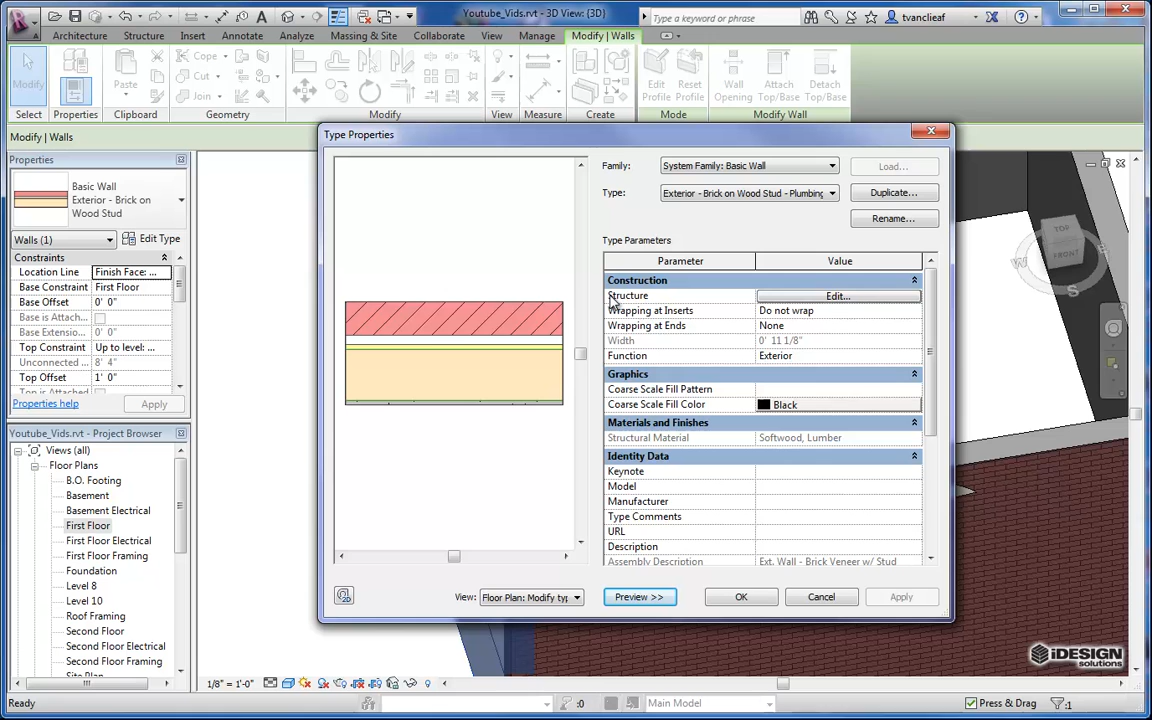 Youtube_Vids.rvt - 3D View: {3D}
Type a keyword or phrase
tvanclieaf
Architecture Structure Insert Annotate Analyze Massing & Site Collaborate View Manage Modify | Walls
Modify
Cope
Cut
Join
Paste
Edit Profile
Reset Profile
Wall Opening
Attach Top/Base
Detach Top/Base
Select Properties Clipboard Geometry Modify View Measure Create Mode Modify Wall
Modify | Walls
Properties
Basic Wall
Exterior - Brick on
Wood Stud
Walls (1)
Edit Type
Constraints
Location Line Finish Face: ...
Base Constraint First Floor
Base Offset 0' 0"
Base is Attach...
Base Extension... 0' 0"
Top Constraint Up to level: ...
Unconnected ... 8' 4"
Top Offset 1' 0"
Top is Attached
Properties help
Apply
Youtube_Vids.rvt - Project Browser
Views (all)
Floor Plans
B.O. Footing
Basement
Basement Electrical
First Floor
First Floor Electrical
First Floor Framing
Foundation
Level 8
Level 10
Roof Framing
Second Floor
Second Floor Electrical
Second Floor Framing
Site Plan
Type Properties
Family: System Family: Basic Wall Load...
Type: Exterior - Brick on Wood Stud - Plumbing Duplicate...
Rename...
Type Parameters
Parameter Value
Construction
Structure Edit...
Wrapping at Inserts Do not wrap
Wrapping at Ends None
Width 0' 11 1/8"
Function Exterior
Graphics
Coarse Scale Fill Pattern
Coarse Scale Fill Color Black
Materials and Finishes
Structural Material Softwood, Lumber
Identity Data
Keynote
Model
Manufacturer
Type Comments
URL
Description
Assembly Description Ext. Wall - Brick Veneer w/ Stud
View: Floor Plan: Modify typ
Preview >>
OK
Cancel
Apply
TOP
FRONT
W
S
iDESIGN
solutions
1/8" = 1'-0"
Ready
:0
Main Model
Press & Drag
:1